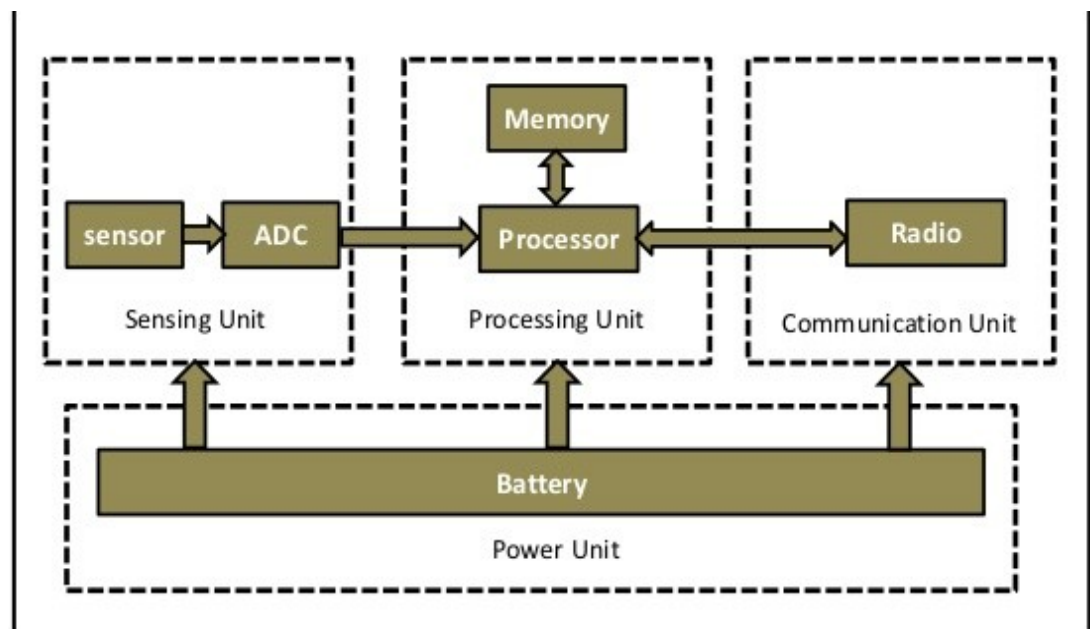 Memory
sensor
ADC
Processor
Radio
Sensing Unit
Processing Unit
Communication Unit
Battery
Power Unit